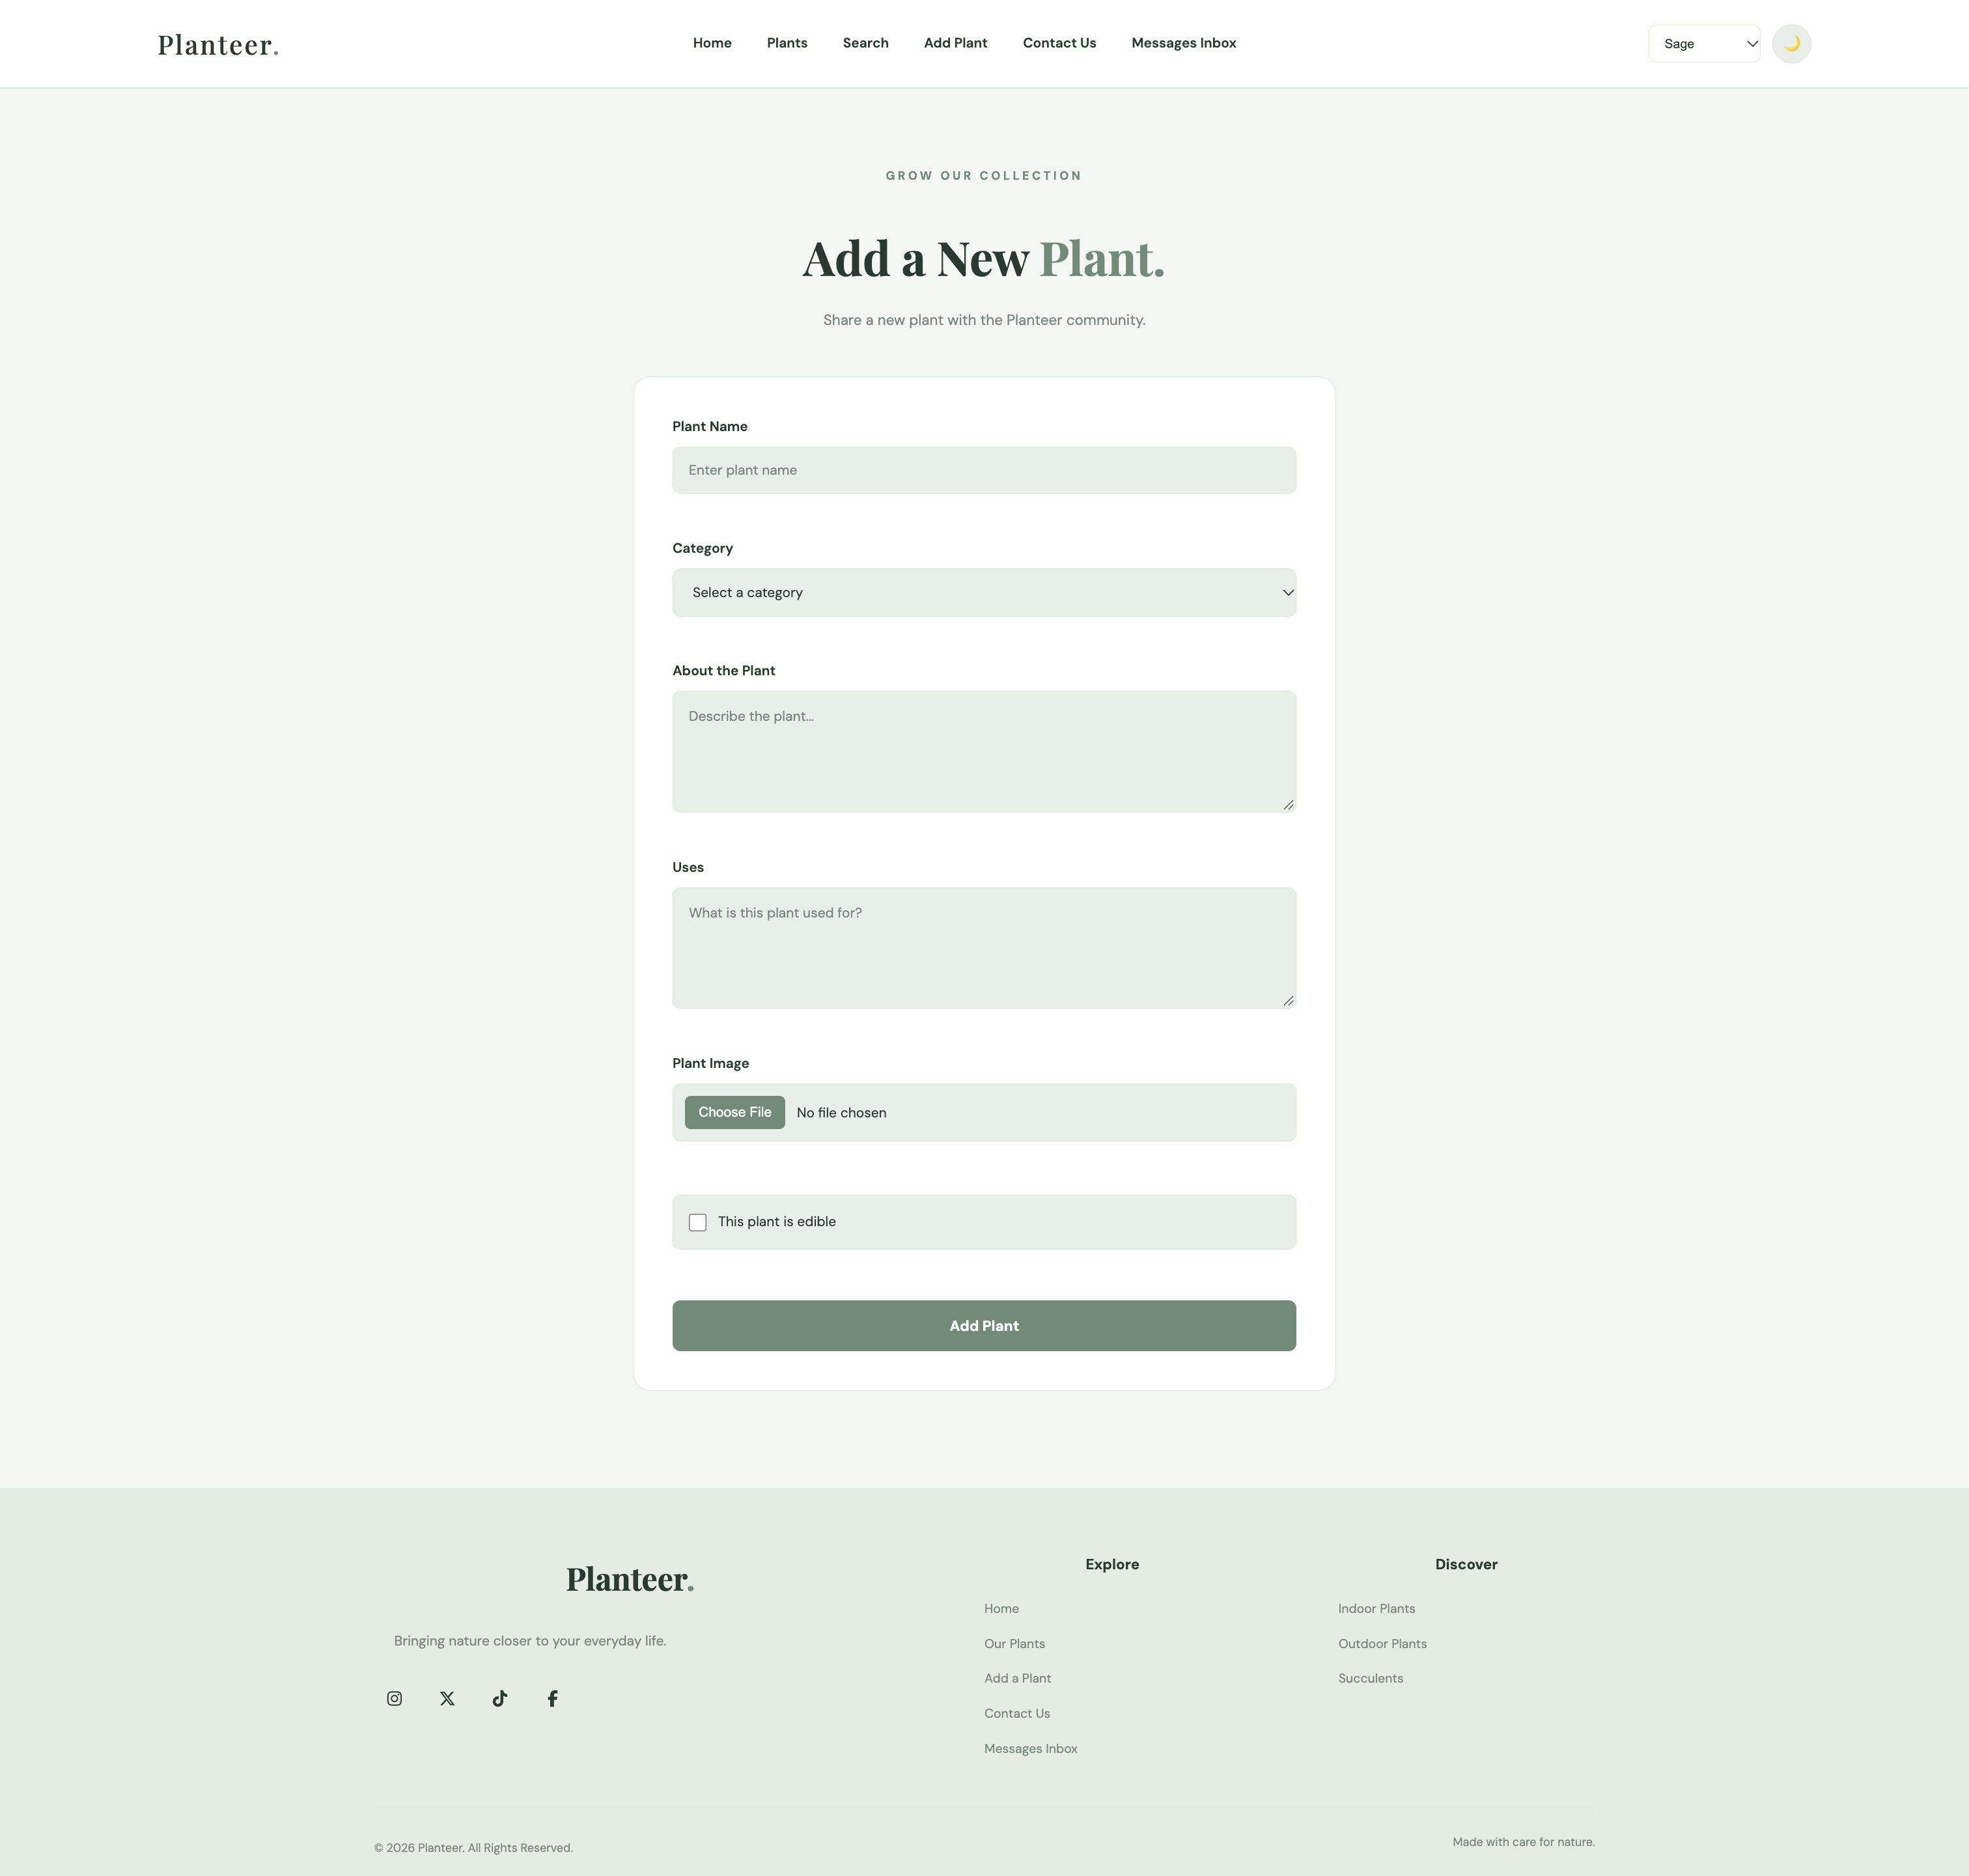 Planteer.
Home Plants Search Add Plant Contact Us Messages Inbox
Sage
GROW OUR COLLECTION
Add a New Plant.
Share a new plant with the Planteer community.
Plant Name
Enter plant name
Category
Select a category
About the Plant
Describe the plant...
Uses
What is this plant used for?
Plant Image
Choose File No file chosen
This plant is edible
Add Plant
Planteer.
Bringing nature closer to your everyday life.
Explore
Home
Our Plants
Add a Plant
Contact Us
Messages Inbox
Discover
Indoor Plants
Outdoor Plants
Succulents
© 2026 Planteer. All Rights Reserved.
Made with care for nature.